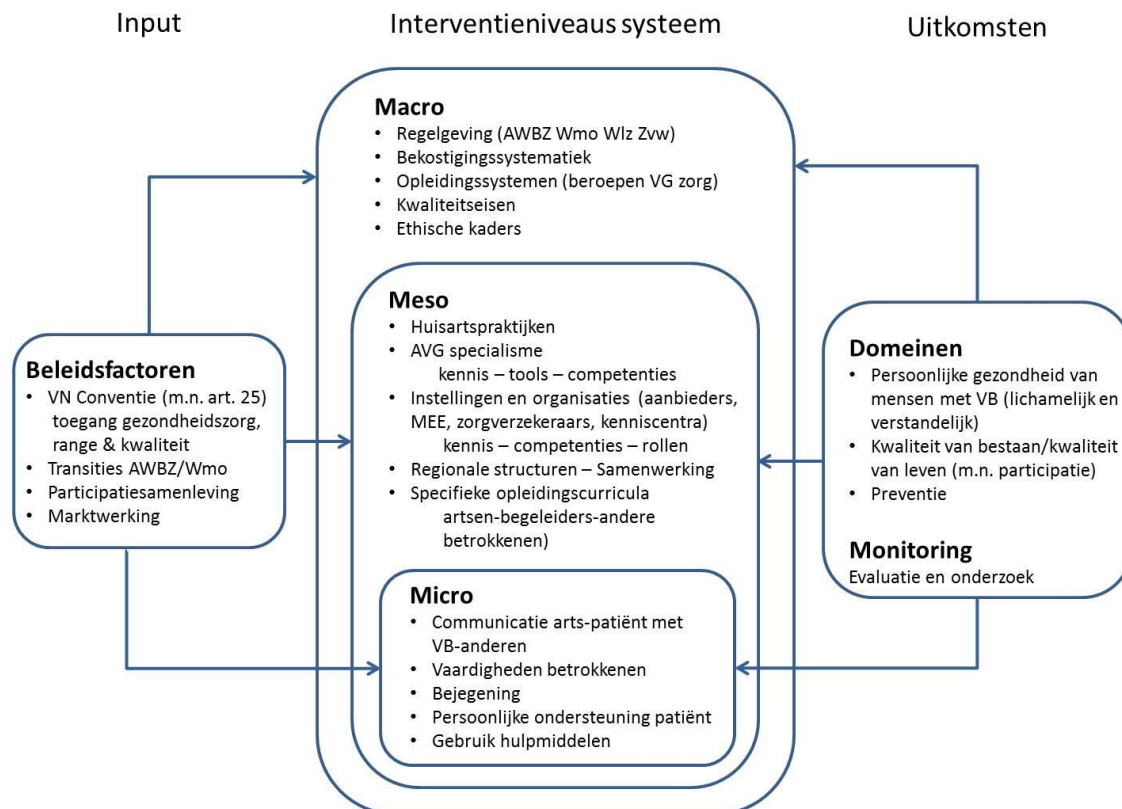 Input
Interventieniveaus systeem
Uitkomsten
Macro
• Regelgeving (AWBZ Wmo Wlz Zvw)
• Bekostigingssystematiek
• Opleidingssystemen (beroepen VG zorg)
• Kwaliteitseisen
• Ethische kaders
Beleidsfactoren
• VN Conventie (m.n. art. 25)
toegang gezondheidszorg,
range & kwaliteit
• Transities AWBZ/Wmo
• Participatiesamenleving
• Marktwerking
Meso
• Huisartspraktijken
• AVG specialisme
kennis – tools – competenties
• Instellingen en organisaties (aanbieders,
MEE, zorgverzekeraars, kenniscentra)
kennis – competenties – rollen
• Regionale structuren – Samenwerking
• Specifieke opleidingscurricula
artsen-begeleiders-andere
betrokkenen)
Micro
• Communicatie arts-patiënt met
VB-anderen
• Vaardigheden betrokkenen
• Bejegening
• Persoonlijke ondersteuning patiënt
• Gebruik hulpmiddelen
Domeinen
• Persoonlijke gezondheid van
mensen met VB (lichamelijk en
verstandelijk)
• Kwaliteit van bestaan/kwaliteit
van leven (m.n. participatie)
• Preventie
Monitoring
Evaluatie en onderzoek